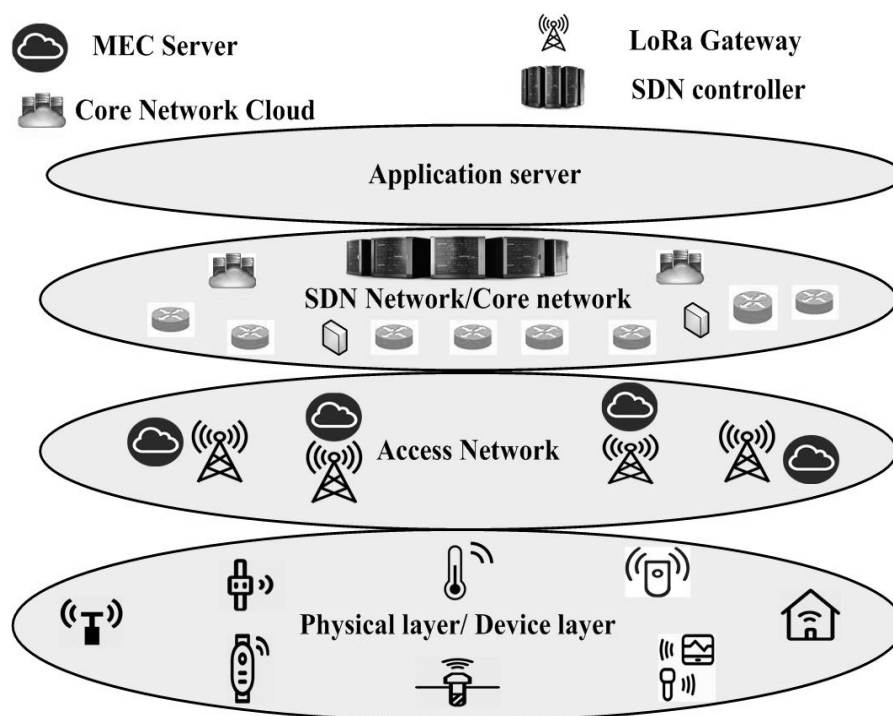 MEC Server
LoRa Gateway
Core Network Cloud
SDN controller
Application server
SDN Network/Core network
Access Network
Physical layer/ Device layer